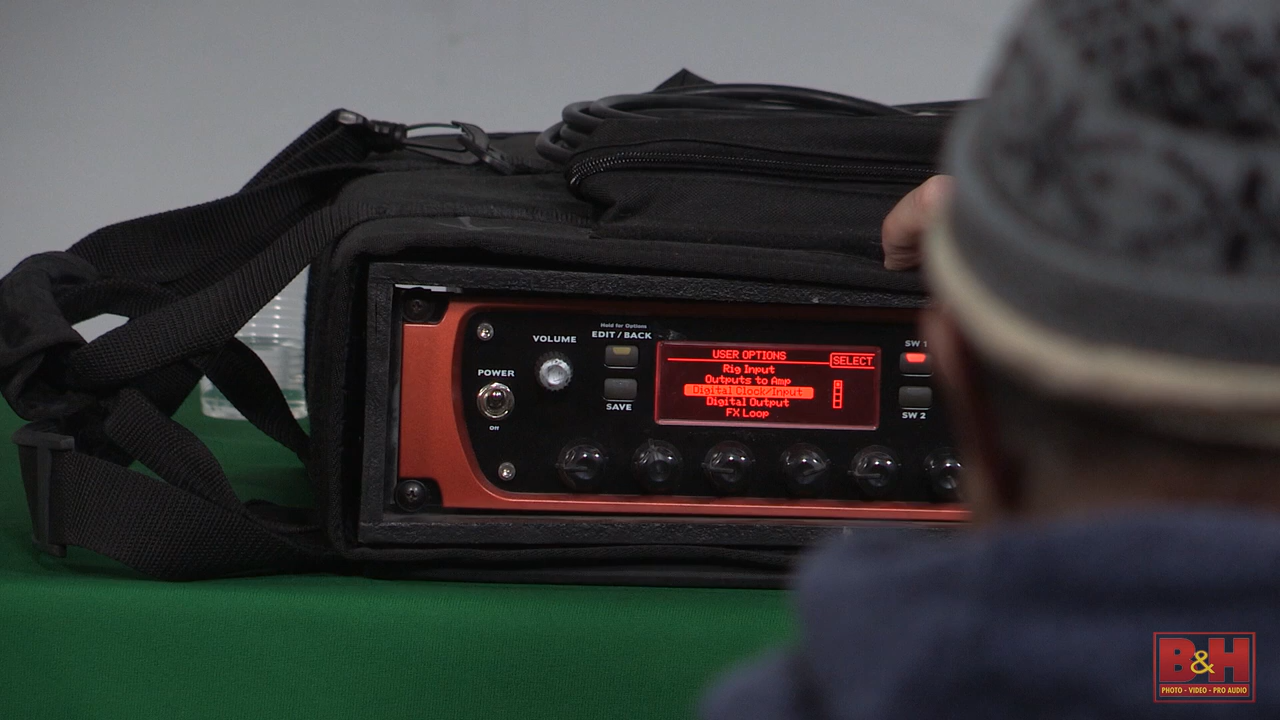 Hold for Options
VOLUME
EDIT / BACK
POWER
Off
SAVE
USER OPTIONS
SELECT
Rig Input
Outputs to Amp
Digital Clock/Input
Digital Output
FX Loop
SW 1
SW 2
B&H
PHOTO - VIDEO - PRO AUDIO